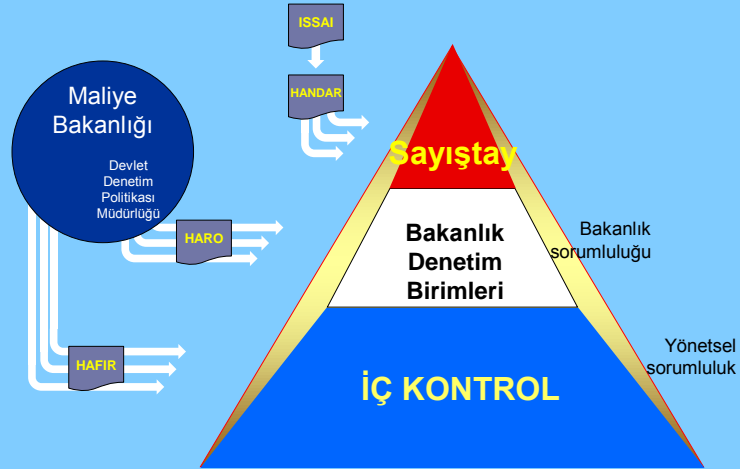 ISSAI
HANDAR
Maliye
Bakanlığı
Devlet
Denetim
Politikası
Müdürlüğü
HARO
HAFIR
Sayıştay
Bakanlık
Denetim
Birimleri
Bakanlık
sorumluluğu
Yönetsel
sorumluluk
İÇ KONTROL